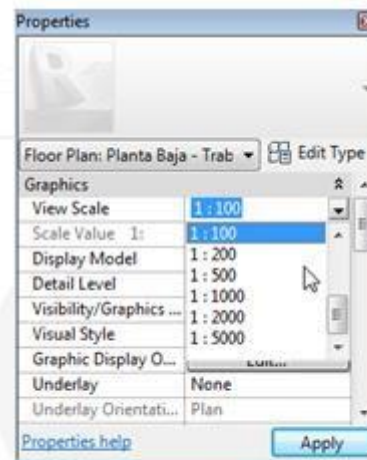 Properties
Floor Plan: Planta Baja - Trab
Edit Type
Graphics
View Scale 1 : 100
Scale Value 1: 1 : 100
Display Model 1 : 200
Detail Level 1 : 500
Visibility/Graphics ... 1 : 1000
Visual Style 1 : 2000
Graphic Display O... 1 : 5000
Underlay None
Underlay Orientati... Plan
Properties help
Apply